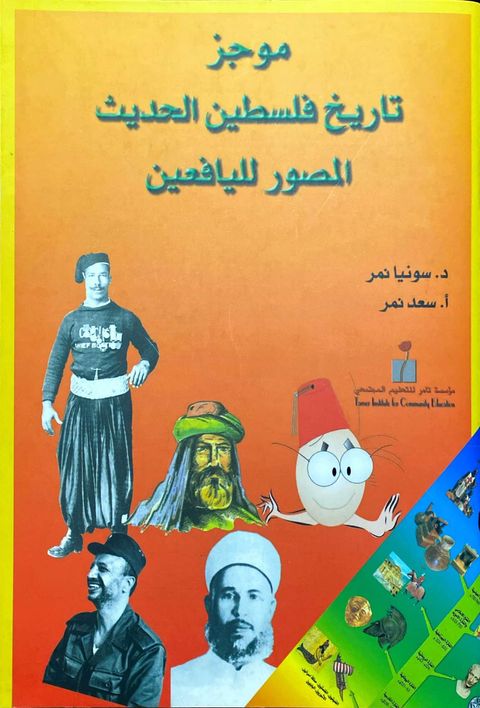 موجز
تاريخ فلسطين الحديث
المصور لليافعين
د. سونيا نمر
أ. سعد نمر
مؤسسة تامر للتعليم المجتمعي
Tamer Institute for Community Education